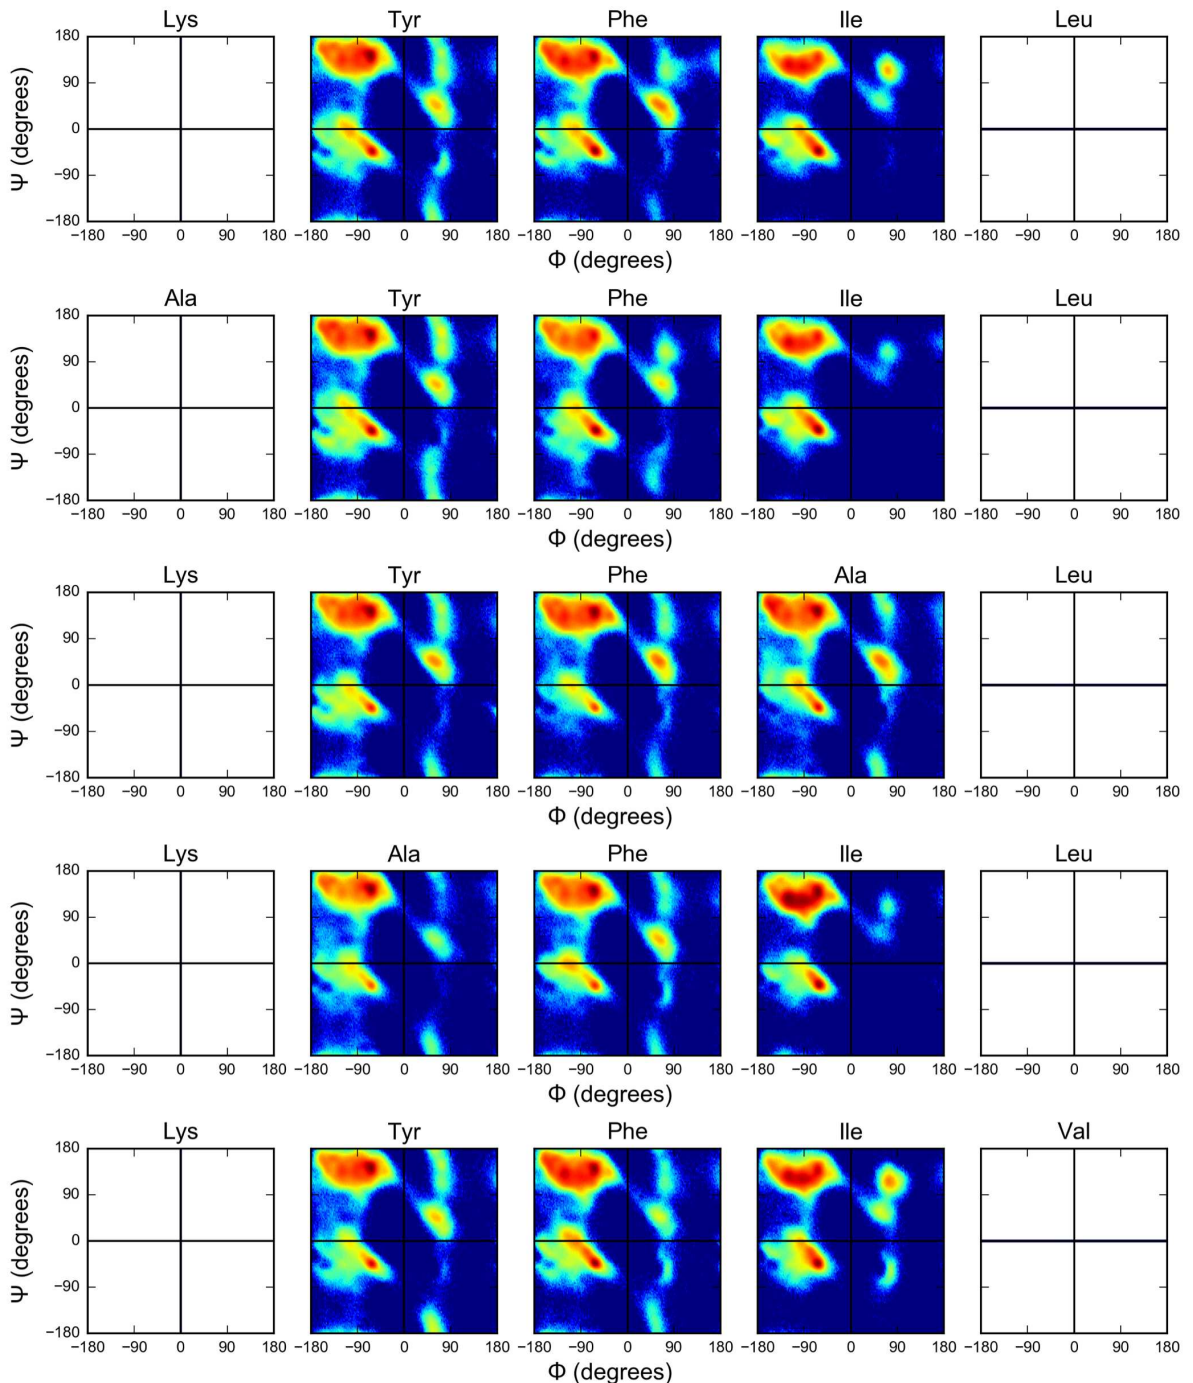 Lys Tyr Phe Ile Leu
180
90
0
−90
−180
Ψ (degrees)
−180 −90 0 90 180 −180 −90 0 90 180 −180 −90 0 90 180 −180 −90 0 90 180 −180 −90 0 90 180
Φ (degrees)
Ala Tyr Phe Ile Leu
180
90
0
−90
−180
Ψ (degrees)
−180 −90 0 90 180 −180 −90 0 90 180 −180 −90 0 90 180 −180 −90 0 90 180 −180 −90 0 90 180
Φ (degrees)
Lys Tyr Phe Ala Leu
180
90
0
−90
−180
Ψ (degrees)
−180 −90 0 90 180 −180 −90 0 90 180 −180 −90 0 90 180 −180 −90 0 90 180 −180 −90 0 90 180
Φ (degrees)
Lys Ala Phe Ile Leu
180
90
0
−90
−180
Ψ (degrees)
−180 −90 0 90 180 −180 −90 0 90 180 −180 −90 0 90 180 −180 −90 0 90 180 −180 −90 0 90 180
Φ (degrees)
Lys Tyr Phe Ile Val
180
90
0
−90
−180
Ψ (degrees)
−180 −90 0 90 180 −180 −90 0 90 180 −180 −90 0 90 180 −180 −90 0 90 180 −180 −90 0 90 180
Φ (degrees)